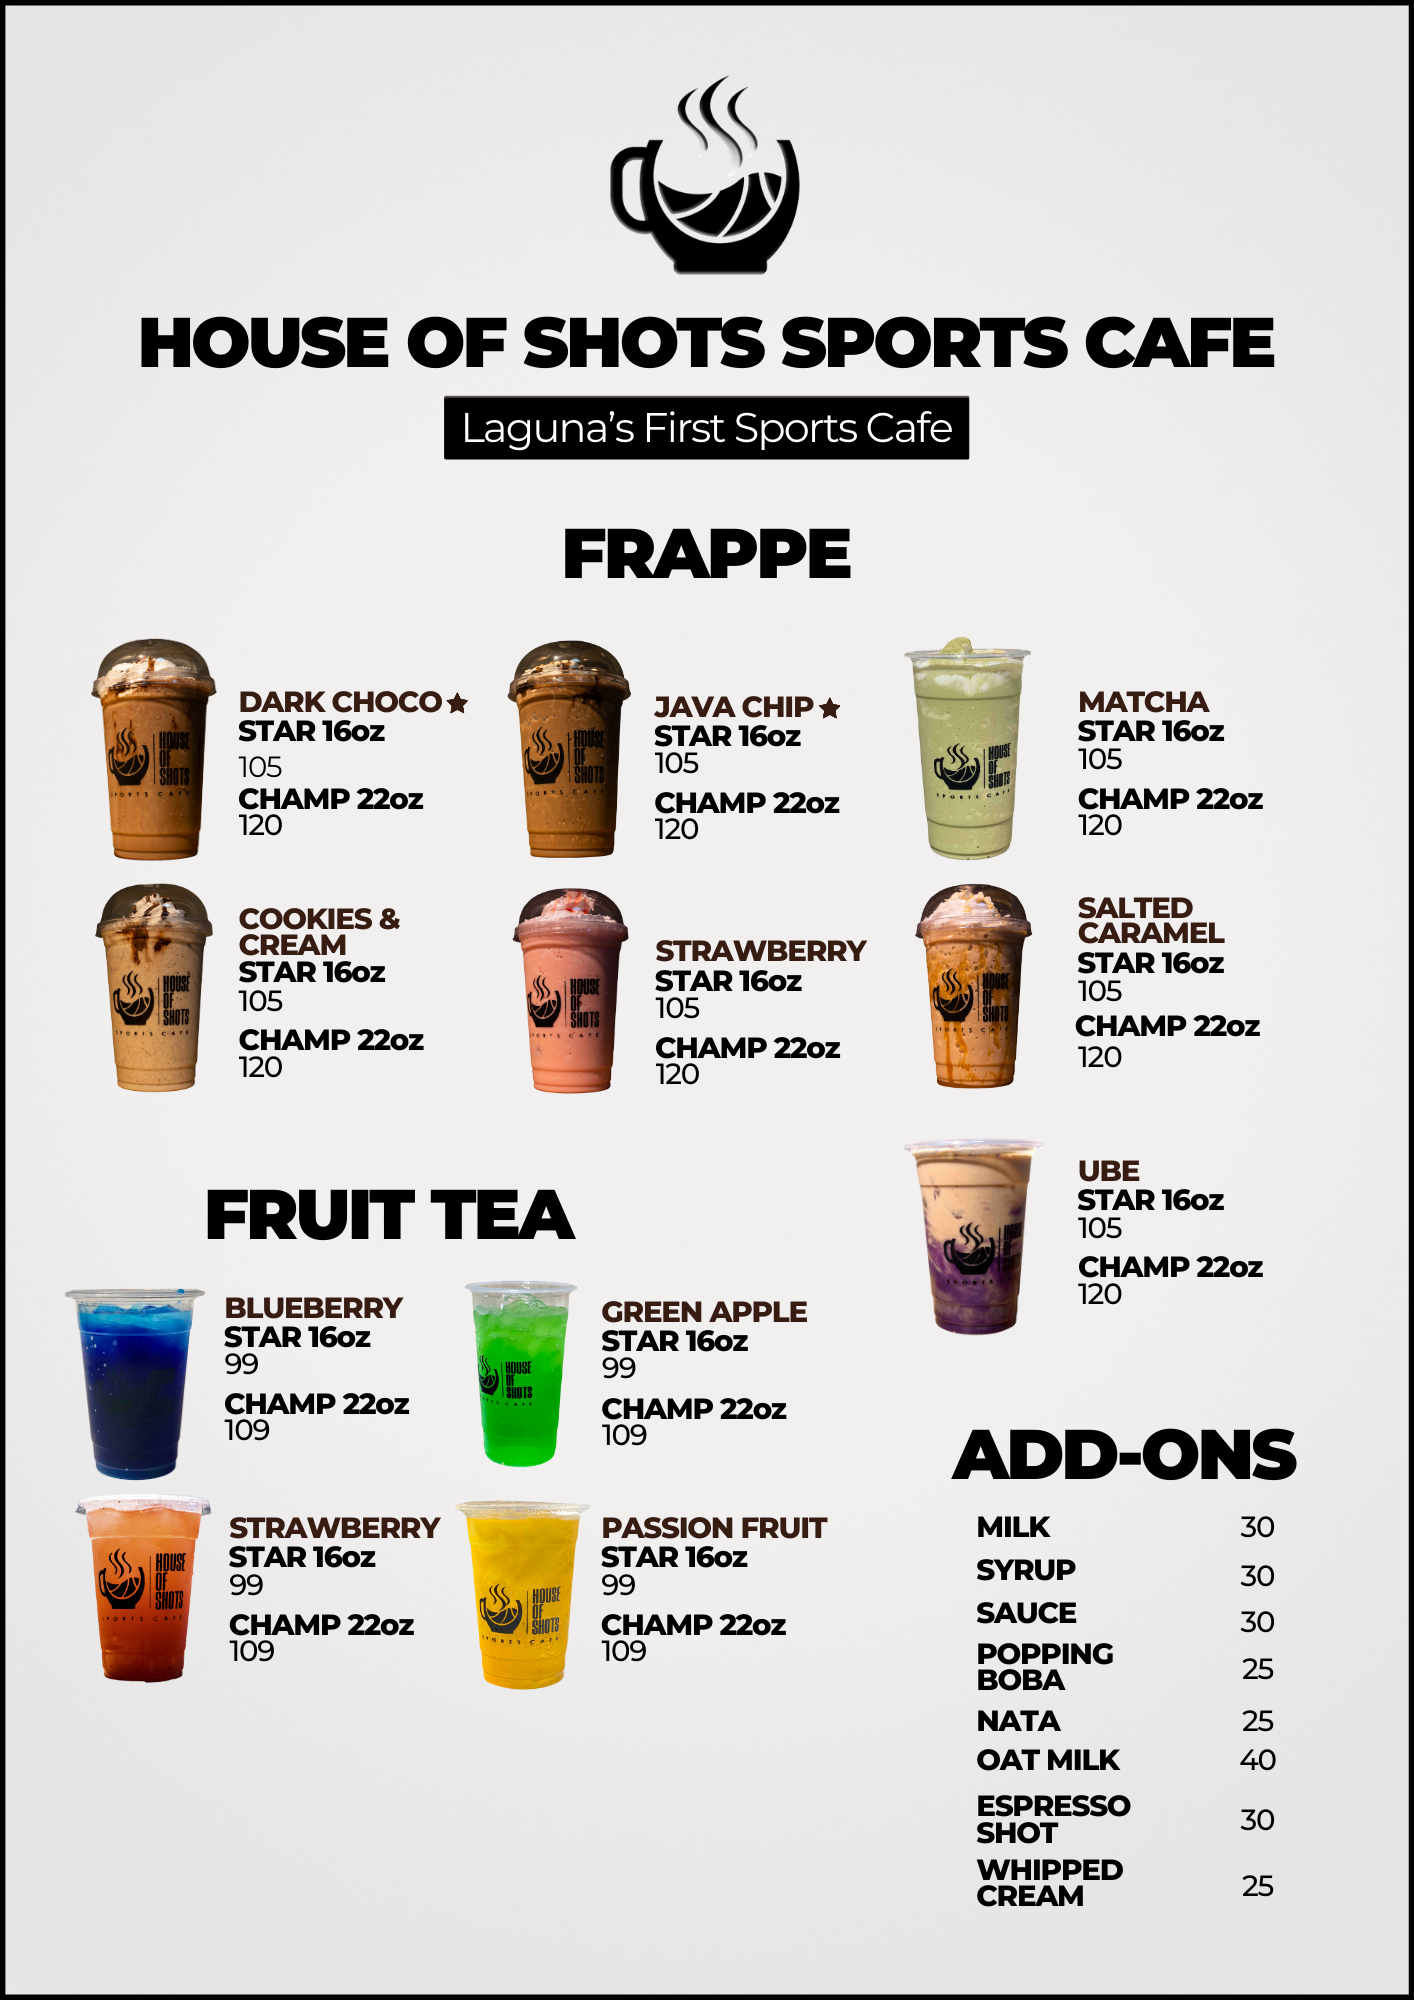 HOUSE OF SHOTS SPORTS CAFE
Laguna's First Sports Cafe
FRAPPE
DARK CHOCO
STAR 16oz
105
CHAMP 22oz
120
JAVA CHIP
STAR 16oz
105
CHAMP 22oz
120
MATCHA
STAR 16oz
105
CHAMP 22oz
120
COOKIES &
CREAM
STAR 16oz
105
CHAMP 22oz
120
STRAWBERRY
STAR 16oz
105
CHAMP 22oz
120
SALTED
CARAMEL
STAR 16oz
105
CHAMP 22oz
120
UBE
STAR 16oz
105
CHAMP 22oz
120
FRUIT TEA
BLUEBERRY
STAR 16oz
99
CHAMP 22oz
109
GREEN APPLE
STAR 16oz
99
CHAMP 22oz
109
STRAWBERRY
STAR 16oz
99
CHAMP 22oz
109
PASSION FRUIT
STAR 16oz
99
CHAMP 22oz
109
ADD-ONS
MILK 30
SYRUP 30
SAUCE 30
POPPING
BOBA 25
NATA 25
OAT MILK 40
ESPRESSO
SHOT 30
WHIPPED
CREAM 25
HOUSE
OF
SHOTS
SPORTS CAFE